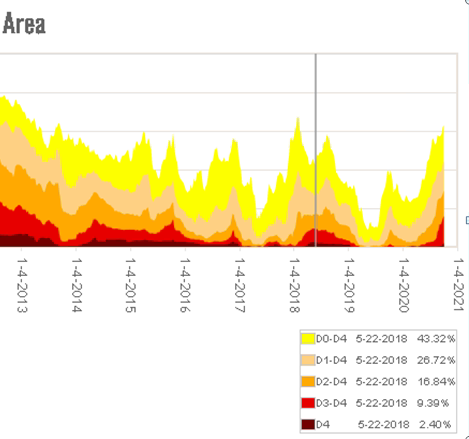 Area
1-4-2013
1-4-2014
1-4-2015
1-4-2016
1-4-2017
1-4-2018
1-4-2019
1-4-2020
1-4-2021
D0-D4 5-22-2018 43.32%
D1-D4 5-22-2018 26.72%
D2-D4 5-22-2018 16.84%
D3-D4 5-22-2018 9.39%
D4 5-22-2018 2.40%